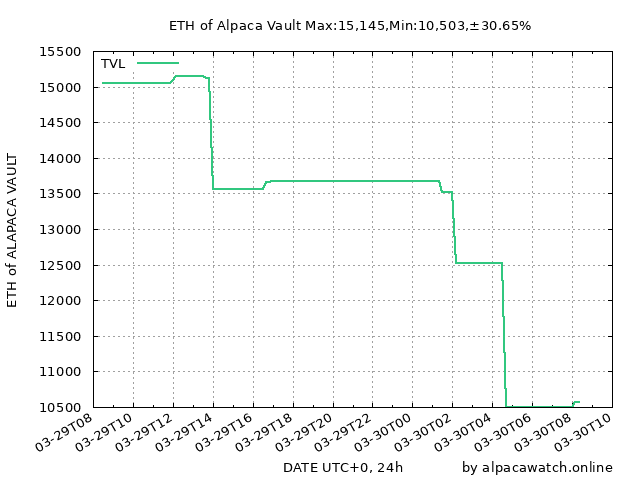 ETH of Alpaca Vault Max:15,145,Min:10,503,±30.65%
TVL
15500
15000
14500
14000
13500
13000
12500
12000
11500
11000
10500
ETH of ALAPACA VAULT
03-29T08
03-29T10
03-29T12
03-29T14
03-29T16
03-29T18
03-29T20
03-29T22
03-30T00
03-30T02
03-30T04
03-30T06
03-30T08
03-30T10
DATE UTC+0, 24h
by alpacawatch.online